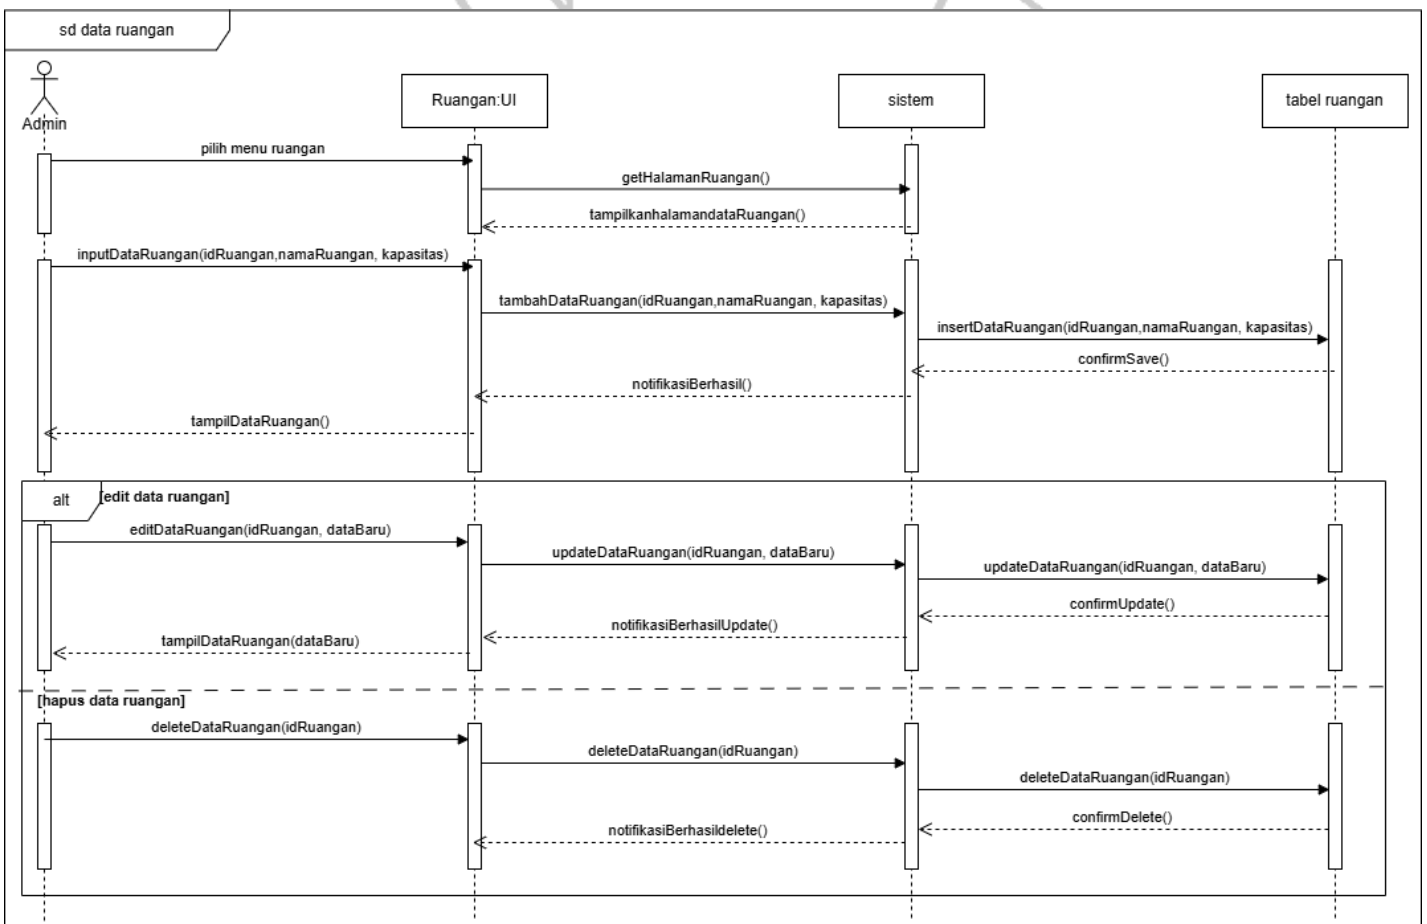 sd data ruangan
Admin
Ruangan:UI
sistem
tabel ruangan
pilih menu ruangan
getHalamanRuangan()
tampilkanhalamandataRuangan()
inputDataRuangan(idRuangan,namaRuangan, kapasitas)
tambahDataRuangan(idRuangan,namaRuangan, kapasitas)
insertDataRuangan(idRuangan,namaRuangan, kapasitas)
confirmSave()
notifikasiBerhasil()
tampilDataRuangan()
alt
[edit data ruangan]
editDataRuangan(idRuangan, dataBaru)
updateDataRuangan(idRuangan, dataBaru)
updateDataRuangan(idRuangan, dataBaru)
confirmUpdate()
notifikasiBerhasilUpdate()
tampilDataRuangan(dataBaru)
[hapus data ruangan]
deleteDataRuangan(idRuangan)
deleteDataRuangan(idRuangan)
deleteDataRuangan(idRuangan)
confirmDelete()
notifikasiBerhasildelete()